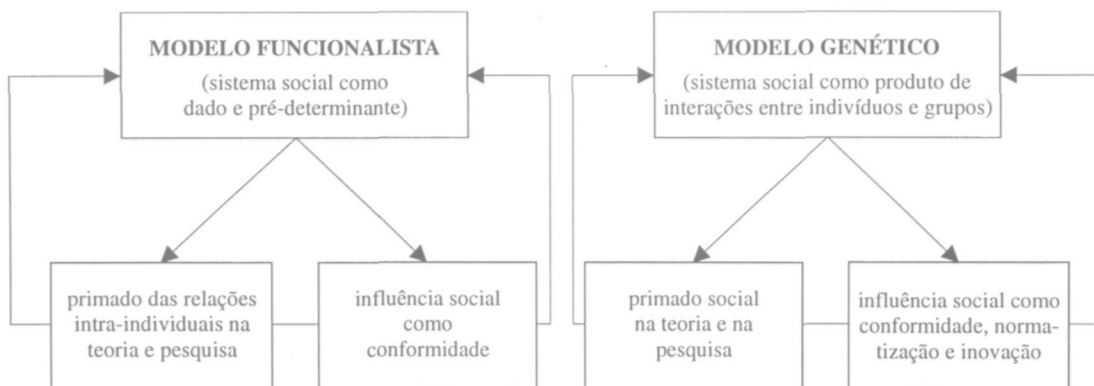 MODELO FUNCIONALISTA
(sistema social como
dado e pré-determinante)
MODELO GENÉTICO
(sistema social como produto de
interações entre indivíduos e grupos)
primado das relações
intra-individuais na
teoria e pesquisa
influência social
como
conformidade
primado social
na teoria e na
pesquisa
influência social como
conformidade, norma-
tização e inovação